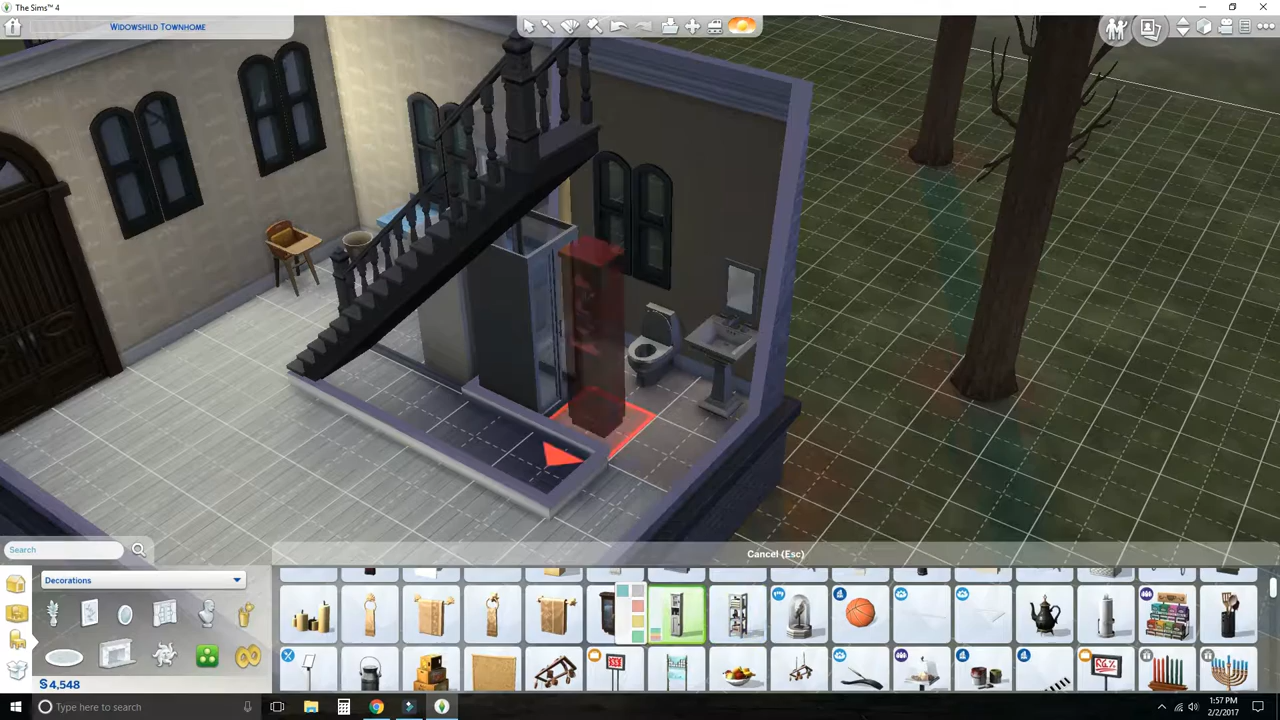 The Sims™ 4
WIDOWSHILD TOWNHOME
Cancel (Esc)
Search
Decorations
$4,548
Type here to search
1:57 PM
2/2/2017